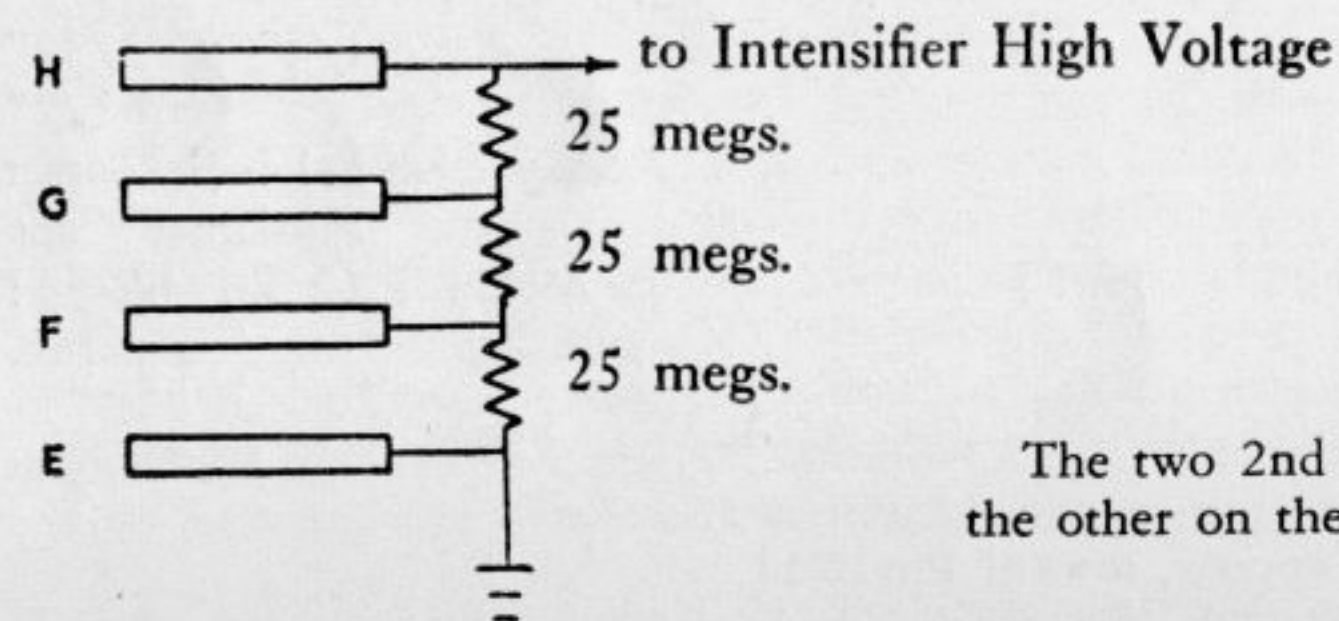 H
to Intensifier High Voltage
25 megs.
G
25 megs.
F
25 megs.
E
The two 2nd
the other on the